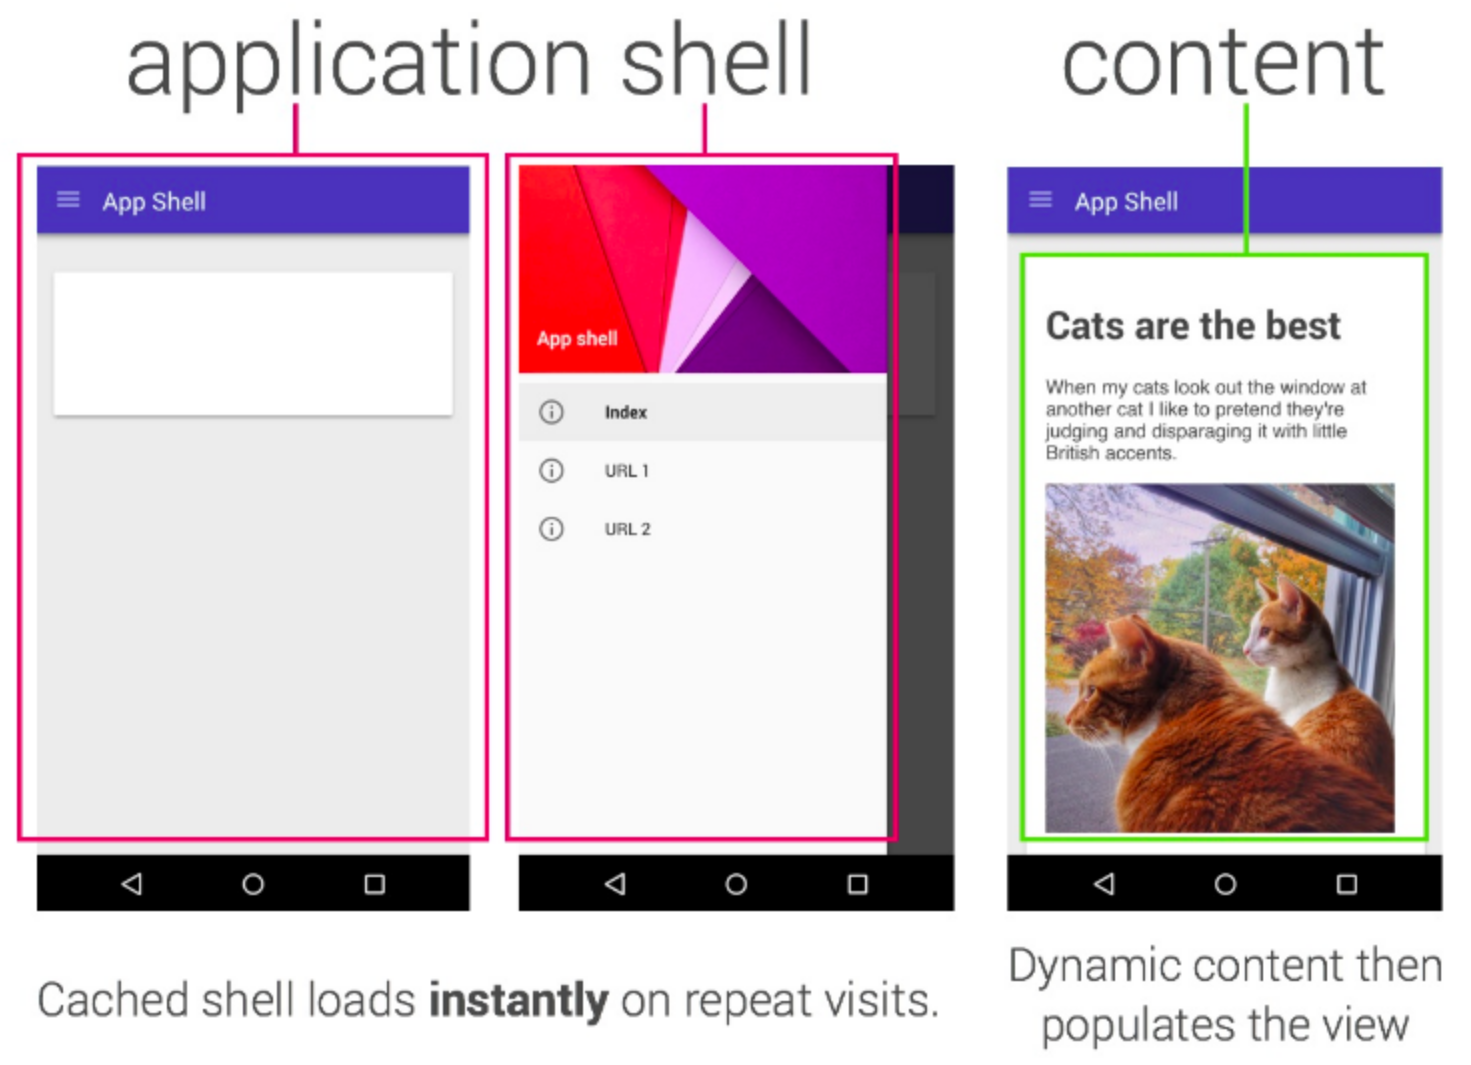 application shell
content
App Shell
App shell
Index
URL 1
URL 2
App Shell
Cats are the best
When my cats look out the window at
another cat I like to pretend they're
judging and disparaging it with little
British accents.
Cached shell loads instantly on repeat visits.
Dynamic content then
populates the view